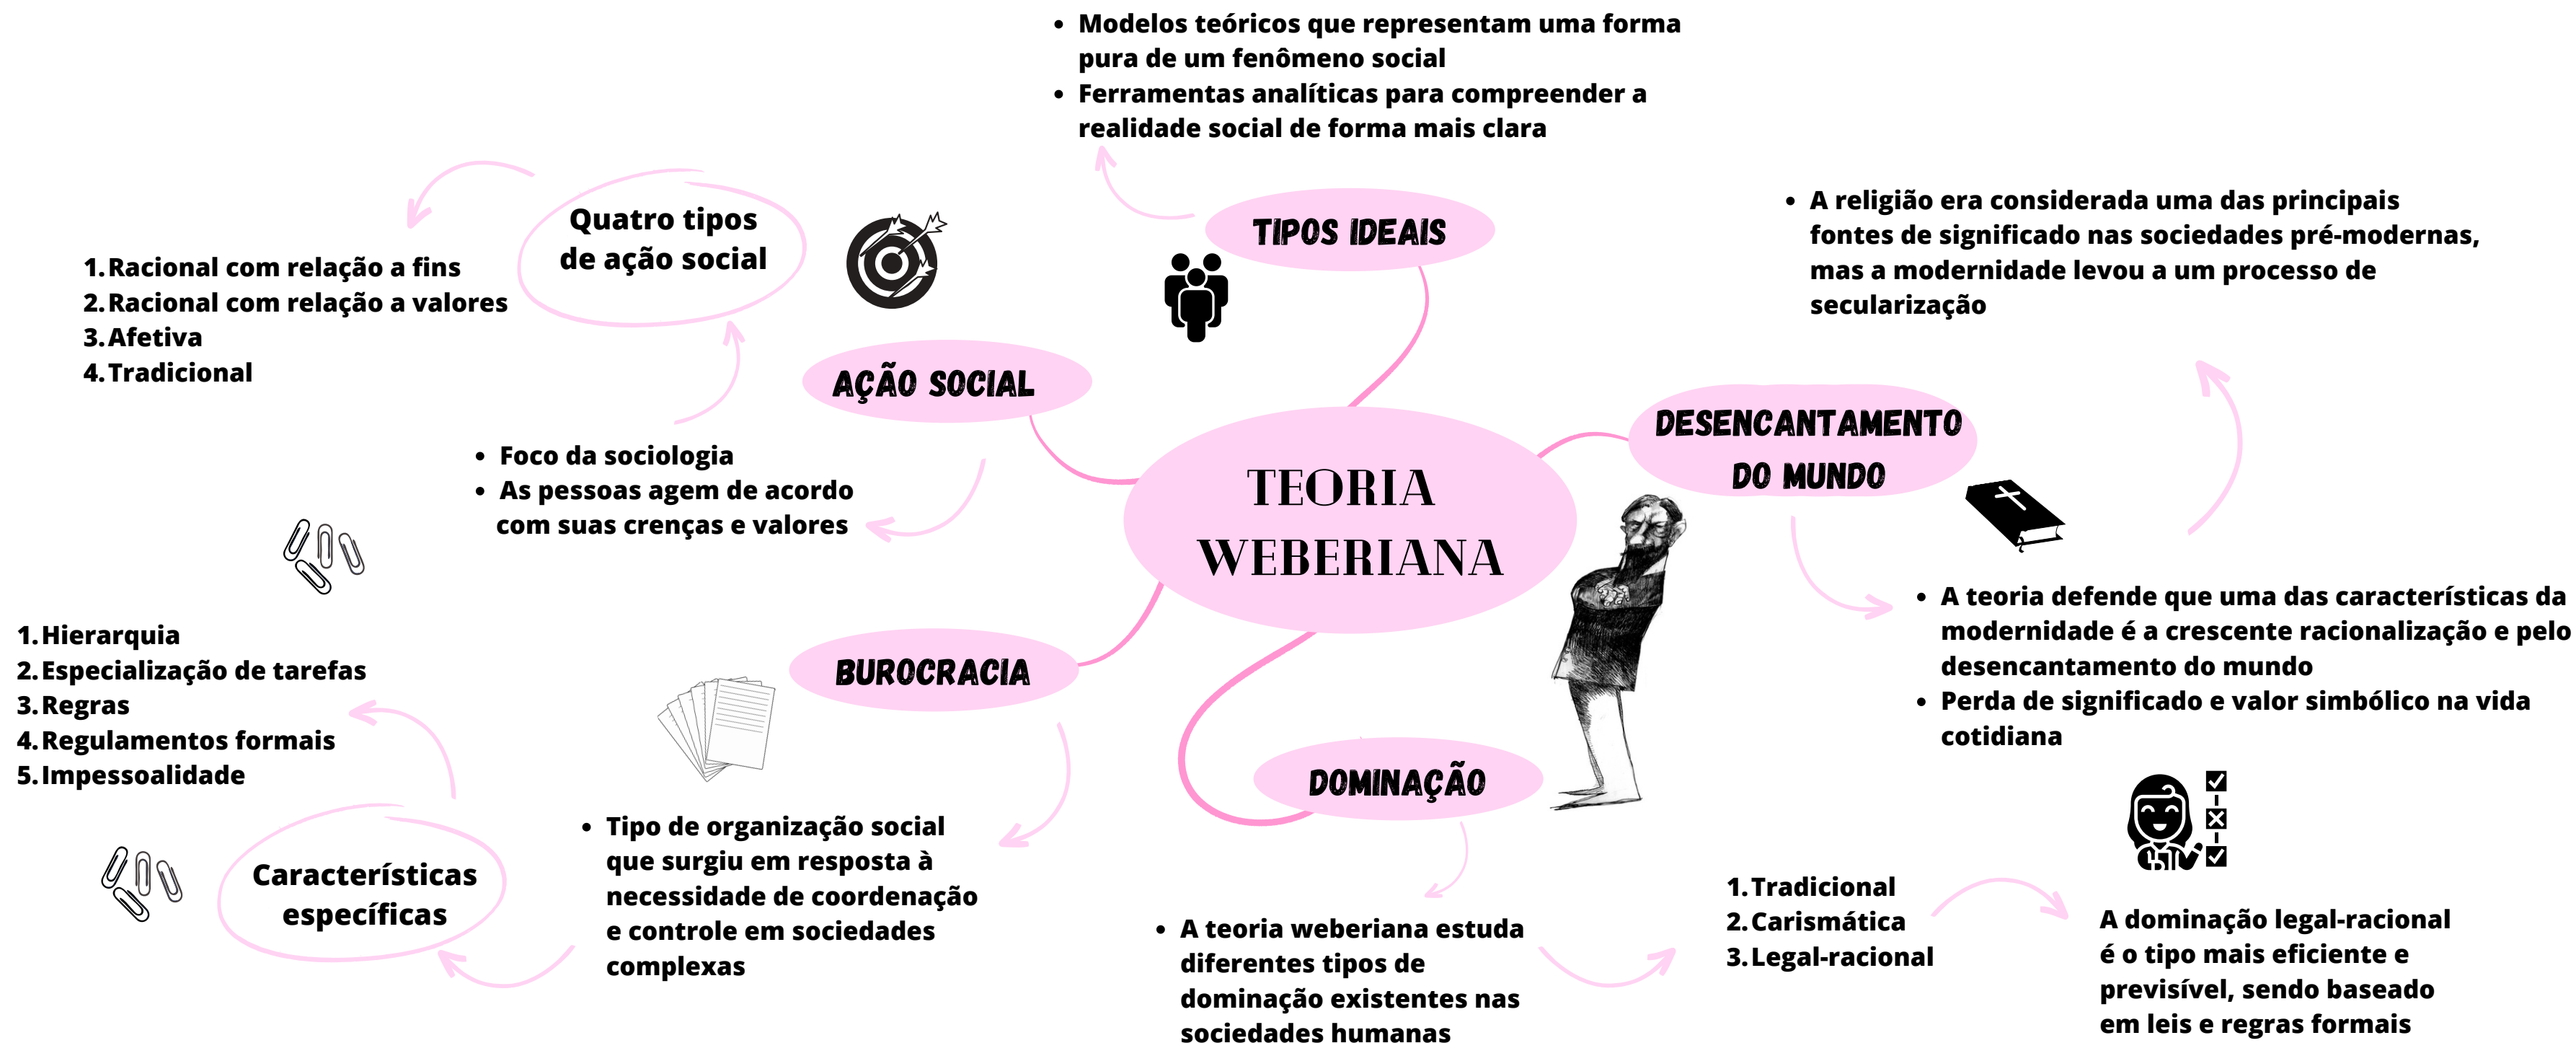 TEORIA
WEBERIANA
TIPOS IDEAIS
• Modelos teóricos que representam uma forma
pura de um fenômeno social
• Ferramentas analíticas para compreender a
realidade social de forma mais clara
AÇÃO SOCIAL
• Foco da sociologia
• As pessoas agem de acordo
com suas crenças e valores
Quatro tipos
de ação social
1. Racional com relação a fins
2. Racional com relação a valores
3. Afetiva
4. Tradicional
DESENCANTAMENTO
DO MUNDO
• A teoria defende que uma das características da
modernidade é a crescente racionalização e pelo
desencantamento do mundo
• Perda de significado e valor simbólico na vida
cotidiana
• A religião era considerada uma das principais
fontes de significado nas sociedades pré-modernas,
mas a modernidade levou a um processo de
secularização
BUROCRACIA
• Tipo de organização social
que surgiu em resposta à
necessidade de coordenação
e controle em sociedades
complexas
Características
específicas
1. Hierarquia
2. Especialização de tarefas
3. Regras
4. Regulamentos formais
5. Impessoalidade
DOMINAÇÃO
• A teoria weberiana estuda
diferentes tipos de
dominação existentes nas
sociedades humanas
1. Tradicional
2. Carismática
3. Legal-racional
A dominação legal-racional
é o tipo mais eficiente e
previsível, sendo baseado
em leis e regras formais